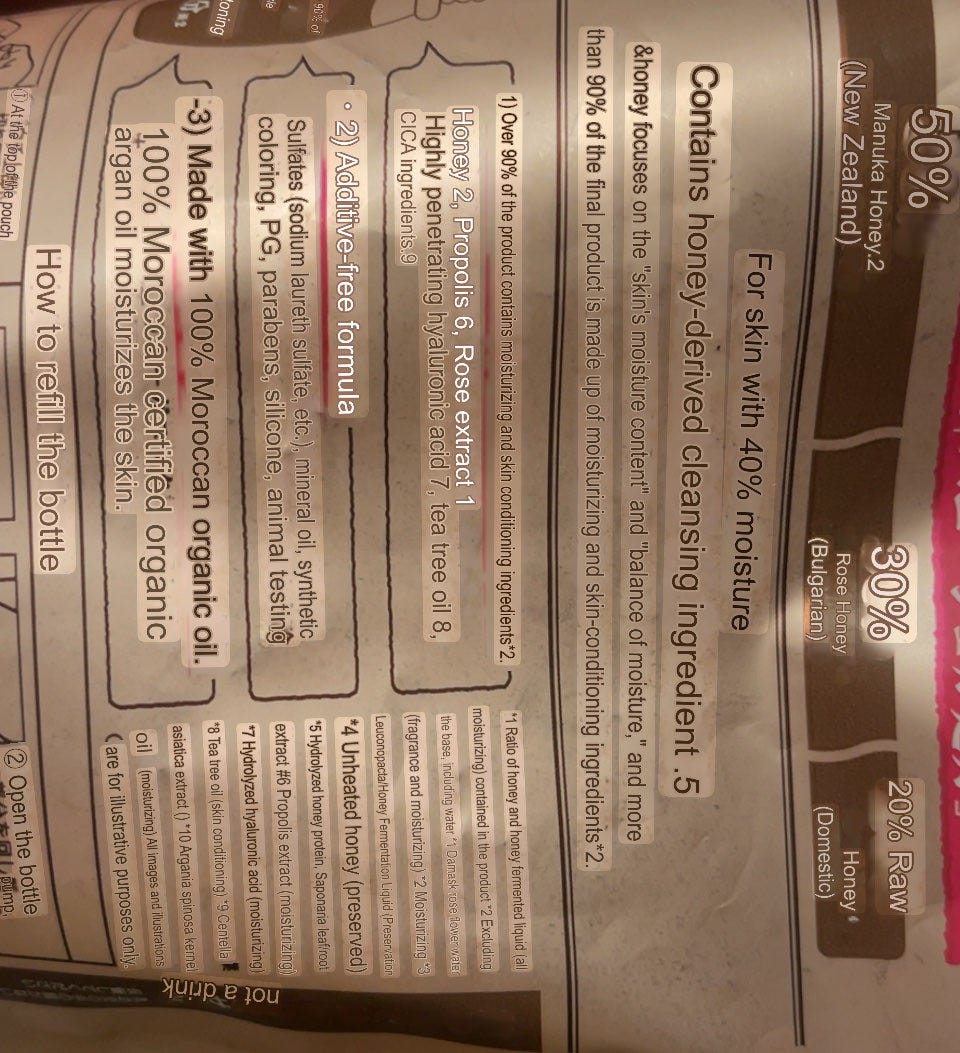 50%
Manuka Honey.2
(New Zealand)
30%
Rose Honey
(Bulgarian)
20% Raw
Honey
(Domestic)
For skin with 40% moisture
Contains honey-derived cleansing ingredient .5
&honey focuses on the "skin's moisture content" and "balance of moisture," and more
than 90% of the final product is made up of moisturizing and skin-conditioning ingredients*2.
1) Over 90% of the product contains moisturizing and skin conditioning ingredients*2.
Honey 2, Propolis 6, Rose extract 1
Highly penetrating hyaluronic acid 7, tea tree oil 8,
CICA ingredients.9
2) Additive-free formula
Sulfates (sodium laureth sulfate, etc.), mineral oil, synthetic
coloring, PG, parabens, silicone, animal testing
-3) Made with 100% Moroccan organic oil.
100% Moroccan-certified organic
argan oil moisturizes the skin.
*1 Ratio of honey and honey fermented liquid (all
moisturizing) contained in the product *2 Excluding
the base, including water *1 Damask rose flower water
(fragrance and moisturizing) *2 Moisturizing *3
Leuconopacta/Honey Fermentation Liquid (Preservation
*4 Unheated honey (preserved)
*5 Hydrolyzed honey protein, Saponaria leafroot
extract #6 Propolis extract (moisturizing)
*7 Hydrolyzed hyaluronic acid (moisturizing)
*8 Tea tree oil (skin conditioning) *9 Centella
asiatica extract () *10 Argania spinosa kernel
oil (moisturizing) All images and illustrations
( are for illustrative purposes only.
not a drink
How to refill the bottle
① At the top of the pouch
② Open the bottle
pump,
90% of
oning